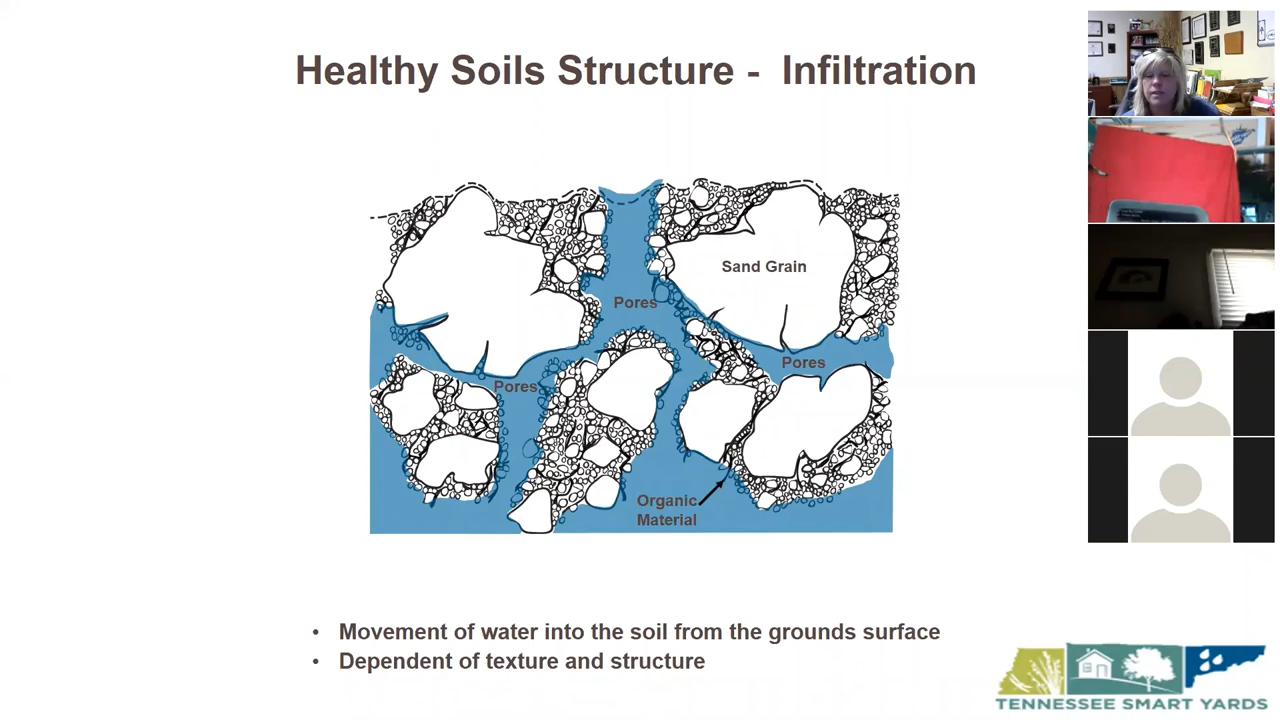 Healthy Soils Structure - Infiltration
Sand Grain
Pores
Pores
Pores
Organic
Material
• Movement of water into the soil from the grounds surface
• Dependent of texture and structure
TENNESSEE SMART YARDS